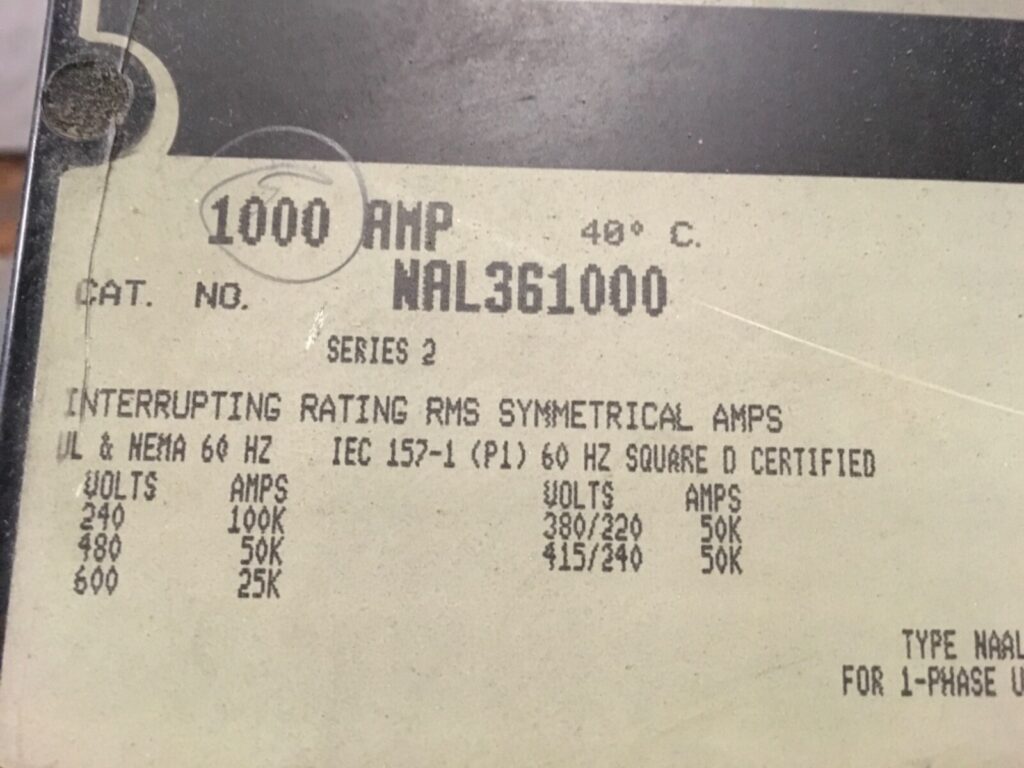 1000 AMP 40° C.
CAT. NO. NAL361000
SERIES 2
INTERRUPTING RATING RMS SYMMETRICAL AMPS
UL & NEMA 60 HZ IEC 157-1 (P1) 60 HZ SQUARE D CERTIFIED
VOLTS AMPS VOLTS AMPS
240 100K 380/220 50K
480 50K 415/240 50K
600 25K
TYPE NAAL
FOR 1-PHASE U